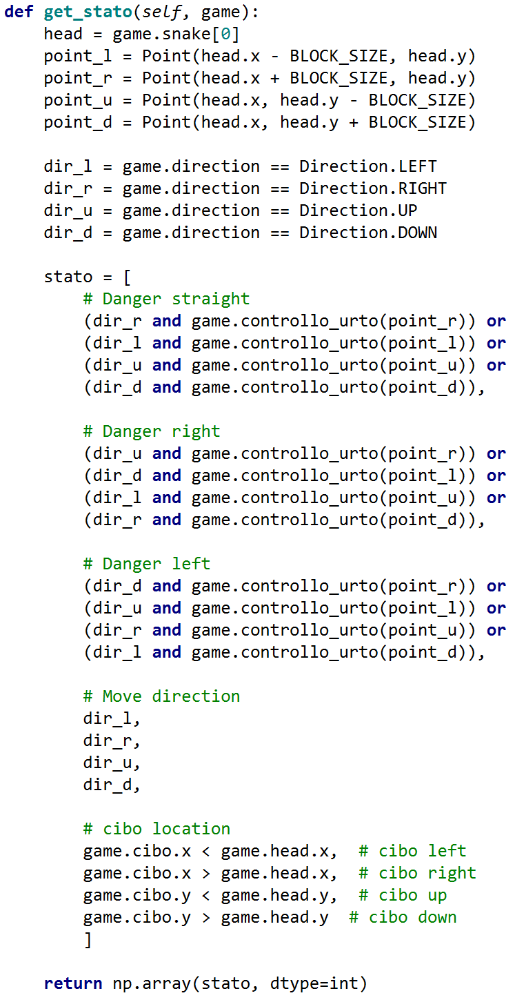 def get_stato(self, game):
    head = game.snake[0]
    point_l = Point(head.x - BLOCK_SIZE, head.y)
    point_r = Point(head.x + BLOCK_SIZE, head.y)
    point_u = Point(head.x, head.y - BLOCK_SIZE)
    point_d = Point(head.x, head.y + BLOCK_SIZE)

    dir_l = game.direction == Direction.LEFT
    dir_r = game.direction == Direction.RIGHT
    dir_u = game.direction == Direction.UP
    dir_d = game.direction == Direction.DOWN

    stato = [
        # Danger straight
        (dir_r and game.controllo_urto(point_r)) or
        (dir_l and game.controllo_urto(point_l)) or
        (dir_u and game.controllo_urto(point_u)) or
        (dir_d and game.controllo_urto(point_d)),

        # Danger right
        (dir_u and game.controllo_urto(point_r)) or
        (dir_d and game.controllo_urto(point_l)) or
        (dir_l and game.controllo_urto(point_u)) or
        (dir_r and game.controllo_urto(point_d)),

        # Danger left
        (dir_d and game.controllo_urto(point_r)) or
        (dir_u and game.controllo_urto(point_l)) or
        (dir_r and game.controllo_urto(point_u)) or
        (dir_l and game.controllo_urto(point_d)),

        # Move direction
        dir_l,
        dir_r,
        dir_u,
        dir_d,

        # cibo location
        game.cibo.x < game.head.x,  # cibo left
        game.cibo.x > game.head.x,  # cibo right
        game.cibo.y < game.head.y,  # cibo up
        game.cibo.y > game.head.y  # cibo down
        ]

    return np.array(stato, dtype=int)